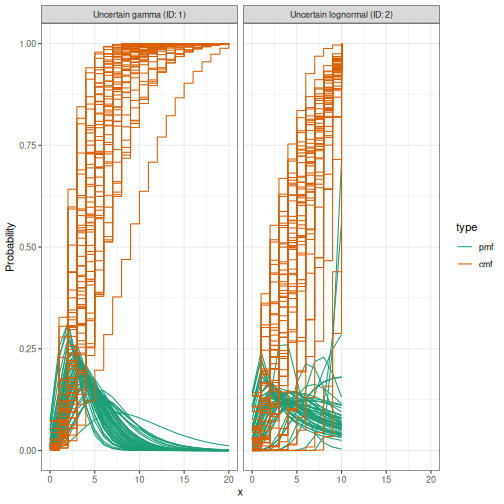 Uncertain gamma (ID: 1)
Uncertain lognormal (ID: 2)
1.00
0.75
0.50
0.25
0.00
Probability
0
5
10
15
20
0
5
10
15
20
x
type
pmf
cmf